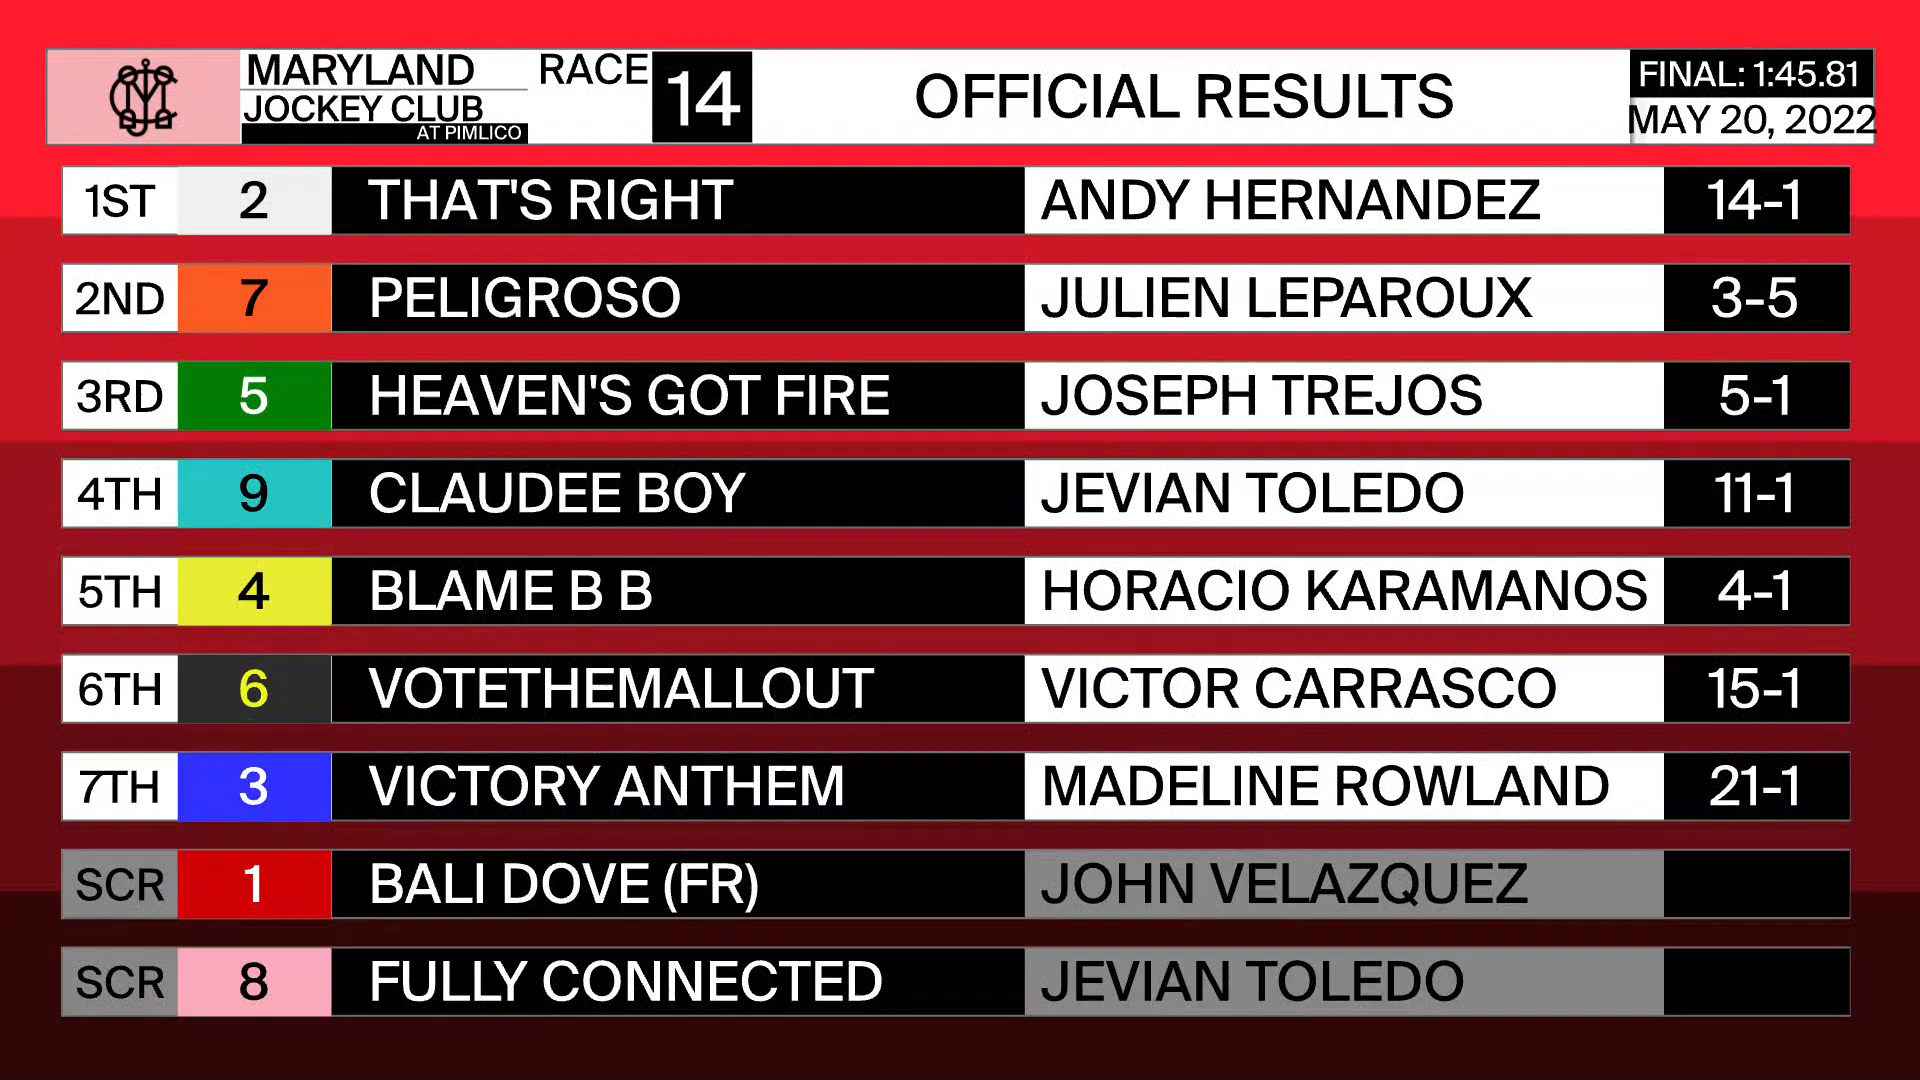 MARYLAND
JOCKEY CLUB
AT PIMLICO
RACE 14
OFFICIAL RESULTS
FINAL: 1:45.81
MAY 20, 2022
1ST 2 THAT'S RIGHT ANDY HERNANDEZ 14-1
2ND 7 PELIGROSO JULIEN LEPAROUX 3-5
3RD 5 HEAVEN'S GOT FIRE JOSEPH TREJOS 5-1
4TH 9 CLAUDEE BOY JEVIAN TOLEDO 11-1
5TH 4 BLAME B B HORACIO KARAMANOS 4-1
6TH 6 VOTETHEMALLOUT VICTOR CARRASCO 15-1
7TH 3 VICTORY ANTHEM MADELINE ROWLAND 21-1
SCR 1 BALI DOVE (FR) JOHN VELAZQUEZ
SCR 8 FULLY CONNECTED JEVIAN TOLEDO